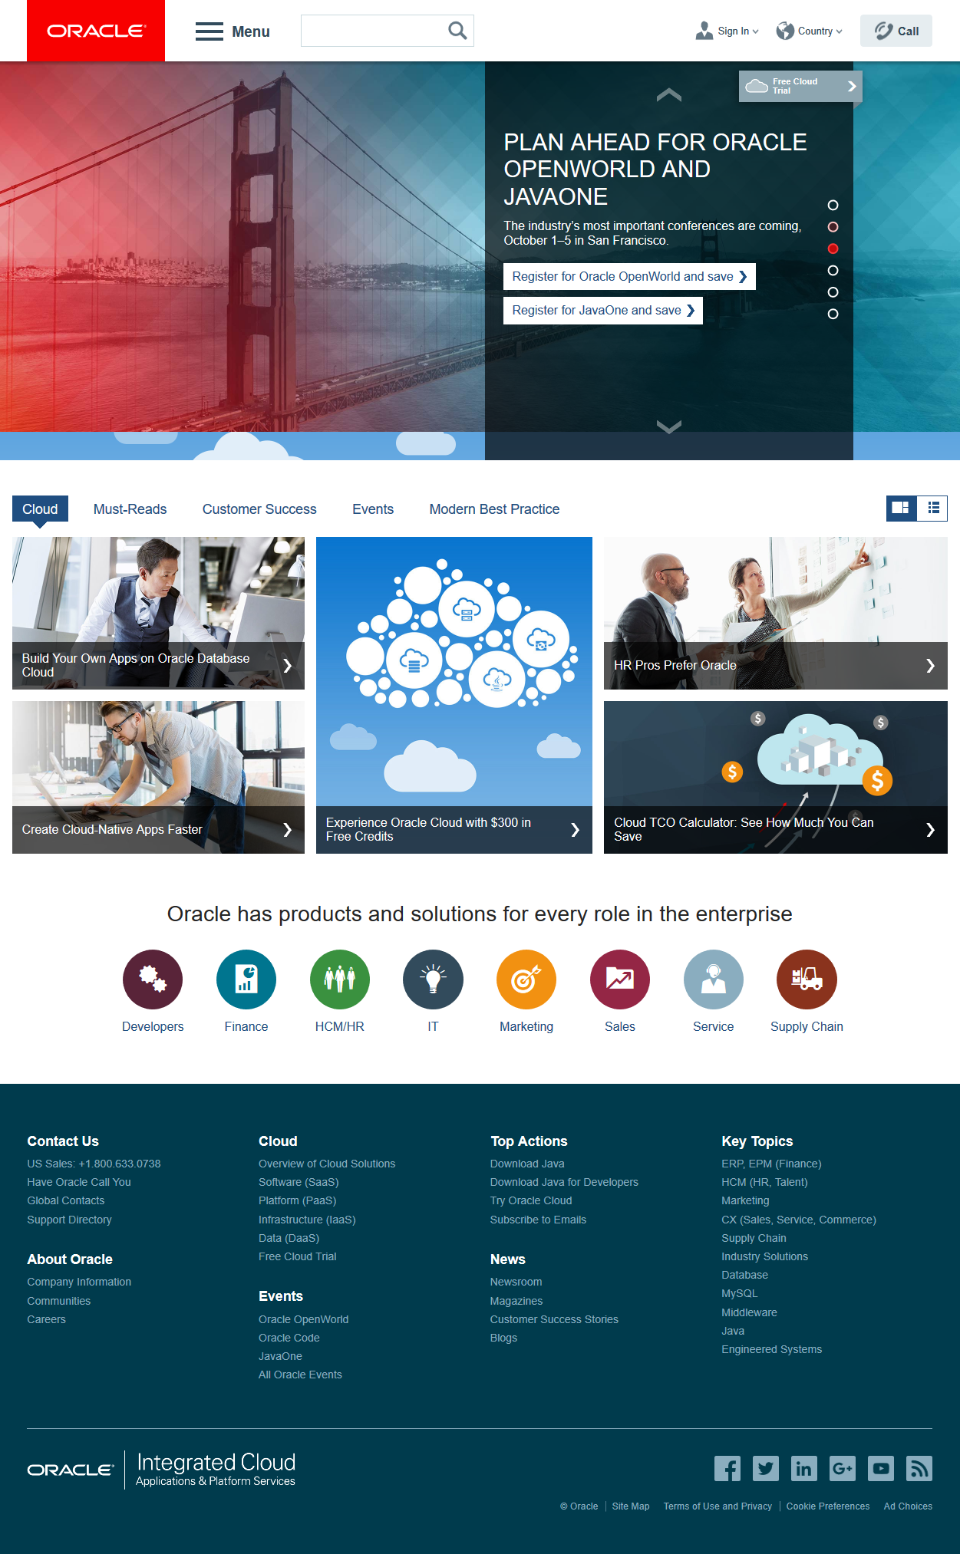 ORACLE
Menu
Sign In
Country
Call
Free Cloud
Trial
PLAN AHEAD FOR ORACLE
OPENWORLD AND
JAVAONE
The industry's most important conferences are coming,
October 1–5 in San Francisco.
Register for Oracle OpenWorld and save
Register for JavaOne and save
Cloud
Must-Reads
Customer Success
Events
Modern Best Practice
Build Your Own Apps on Oracle Database
Cloud
HR Pros Prefer Oracle
Create Cloud-Native Apps Faster
Experience Oracle Cloud with $300 in
Free Credits
Cloud TCO Calculator: See How Much You Can
Save
Oracle has products and solutions for every role in the enterprise
Developers
Finance
HCM/HR
IT
Marketing
Sales
Service
Supply Chain
Contact Us
US Sales: +1.800.633.0738
Have Oracle Call You
Global Contacts
Support Directory
About Oracle
Company Information
Communities
Careers
Cloud
Overview of Cloud Solutions
Software (SaaS)
Platform (PaaS)
Infrastructure (IaaS)
Data (DaaS)
Free Cloud Trial
Events
Oracle OpenWorld
Oracle Code
JavaOne
All Oracle Events
Top Actions
Download Java
Download Java for Developers
Try Oracle Cloud
Subscribe to Emails
News
Newsroom
Magazines
Customer Success Stories
Blogs
Key Topics
ERP, EPM (Finance)
HCM (HR, Talent)
Marketing
CX (Sales, Service, Commerce)
Supply Chain
Industry Solutions
Database
MySQL
Middleware
Java
Engineered Systems
ORACLE
Integrated Cloud
Applications & Platform Services
© Oracle
Site Map
Terms of Use and Privacy
Cookie Preferences
Ad Choices